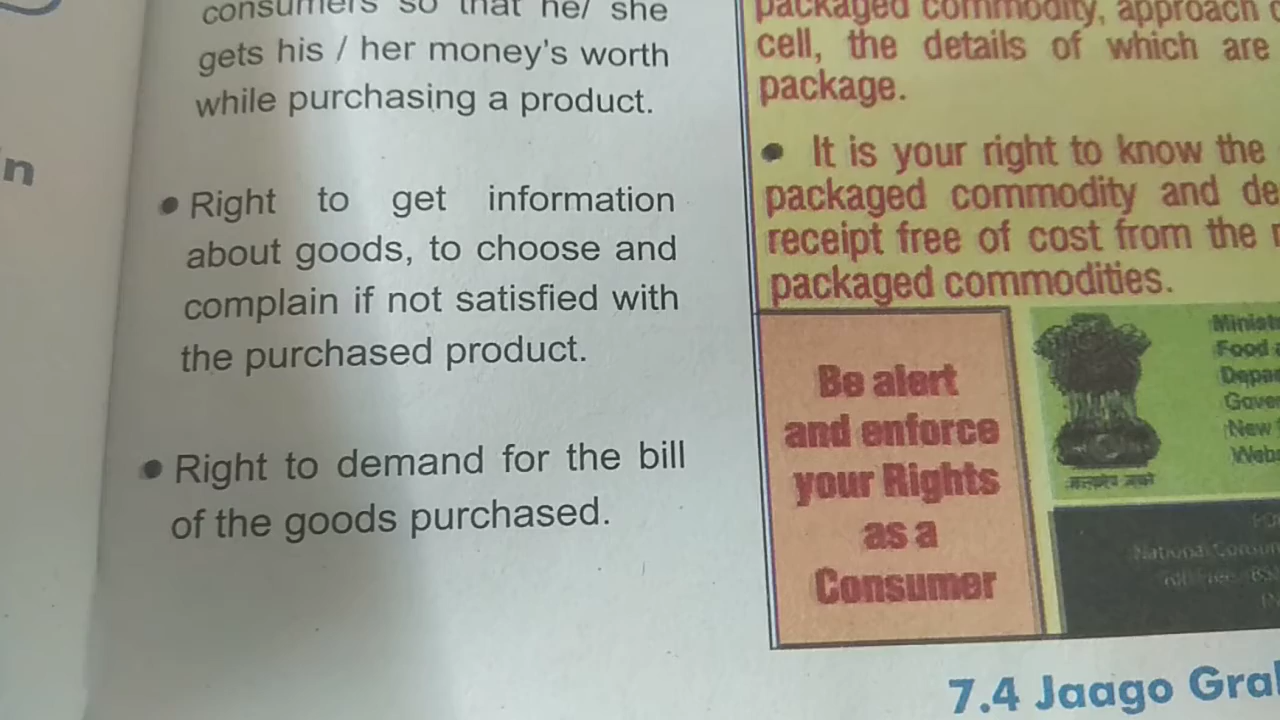 consumers so that he/ she
gets his / her money's worth
while purchasing a product.
• Right to get information
about goods, to choose and
complain if not satisfied with
the purchased product.
• Right to demand for the bill
of the goods purchased.
packaged commodity, approach
cell, the details of which are
package.
• It is your right to know the
packaged commodity and de
receipt free of cost from the
packaged commodities.
Be alert
and enforce
your Rights
as a
Consumer
Food
New
7.4 Jaago Gra